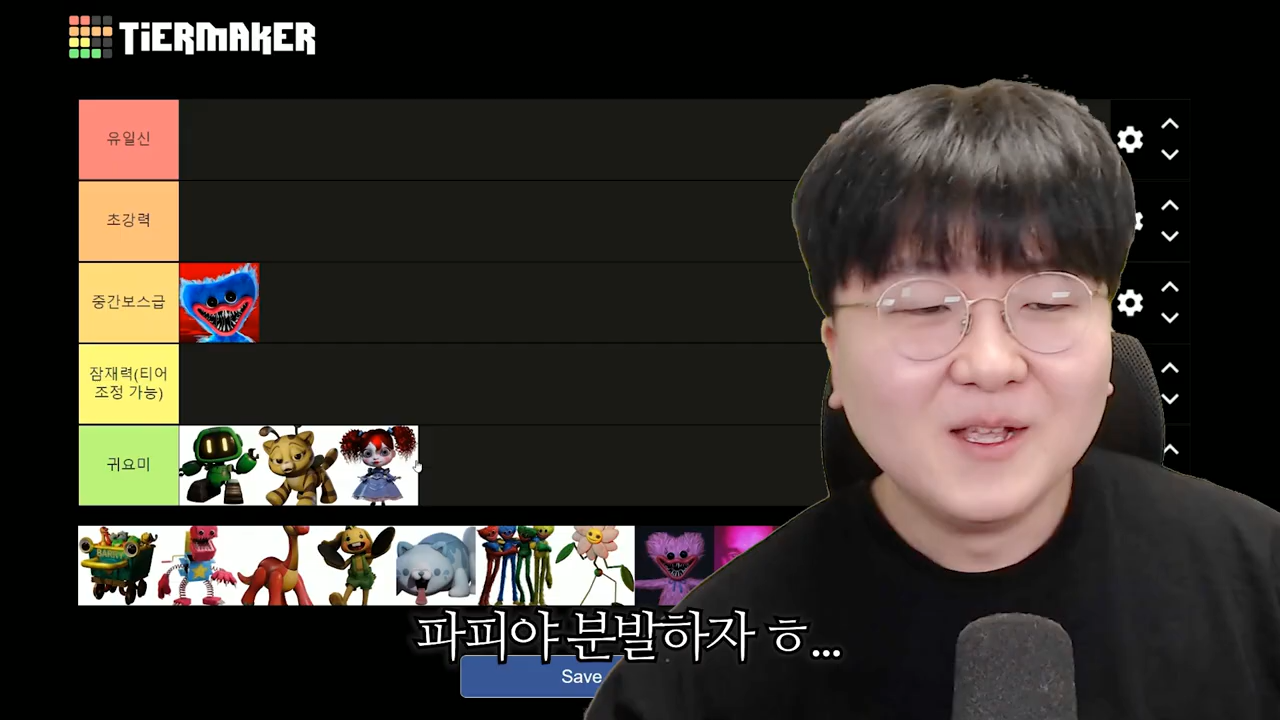 TIERMAKER
유일신
초강력
중간보스급
잠재력(티어
조정 가능)
귀요미
BARRY
파피야 분발하자 ㅎ...
Save